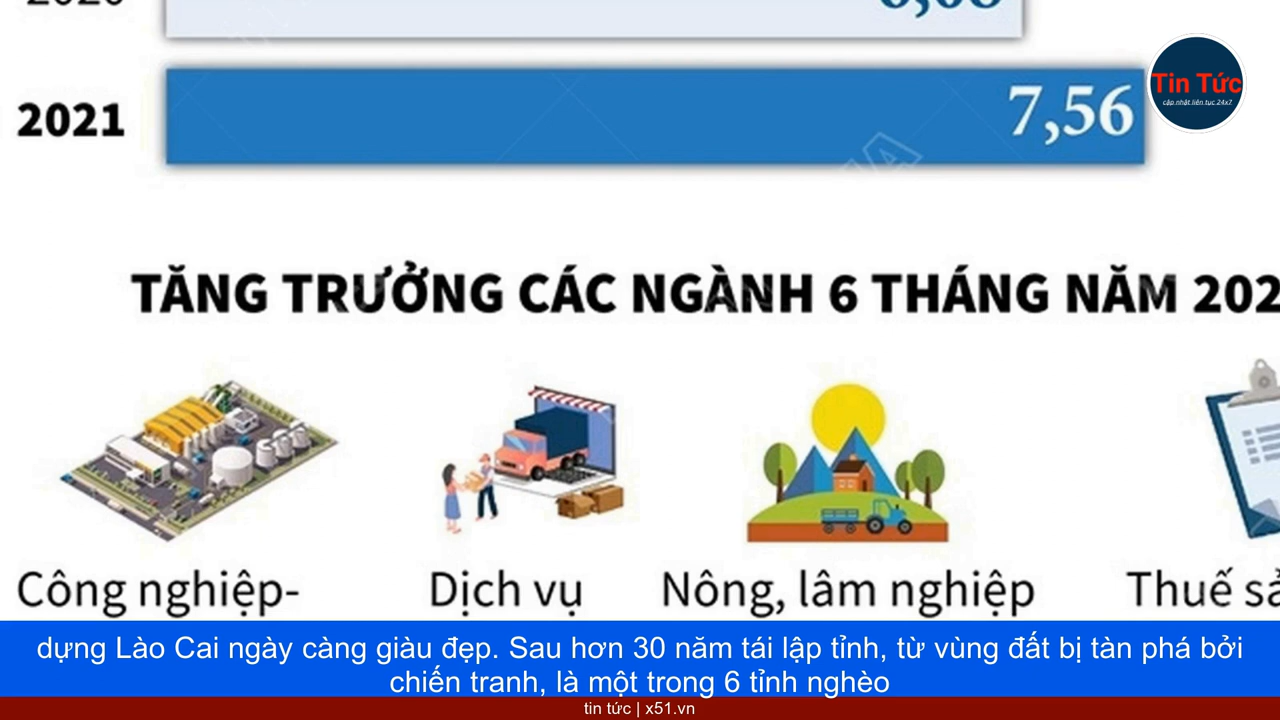 2021
7,56
Tin Tức
cập nhật liên tục 24x7
TĂNG TRƯỞNG CÁC NGÀNH 6 THÁNG NĂM 202
Công nghiệp-
Dịch vụ
Nông, lâm nghiệp
Thuế
dựng Lào Cai ngày càng giàu đẹp. Sau hơn 30 năm tái lập tỉnh, từ vùng đất bị tàn phá bởi
chiến tranh, là một trong 6 tỉnh nghèo
tin tức | x51.vn